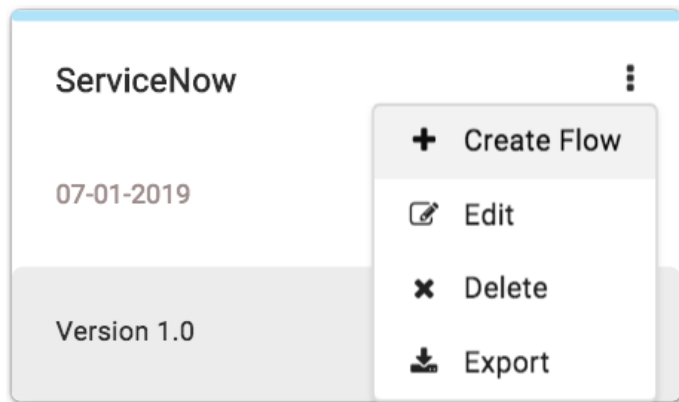 ServiceNow
Create Flow
07-01-2019
Edit
Delete
Version 1.0
Export